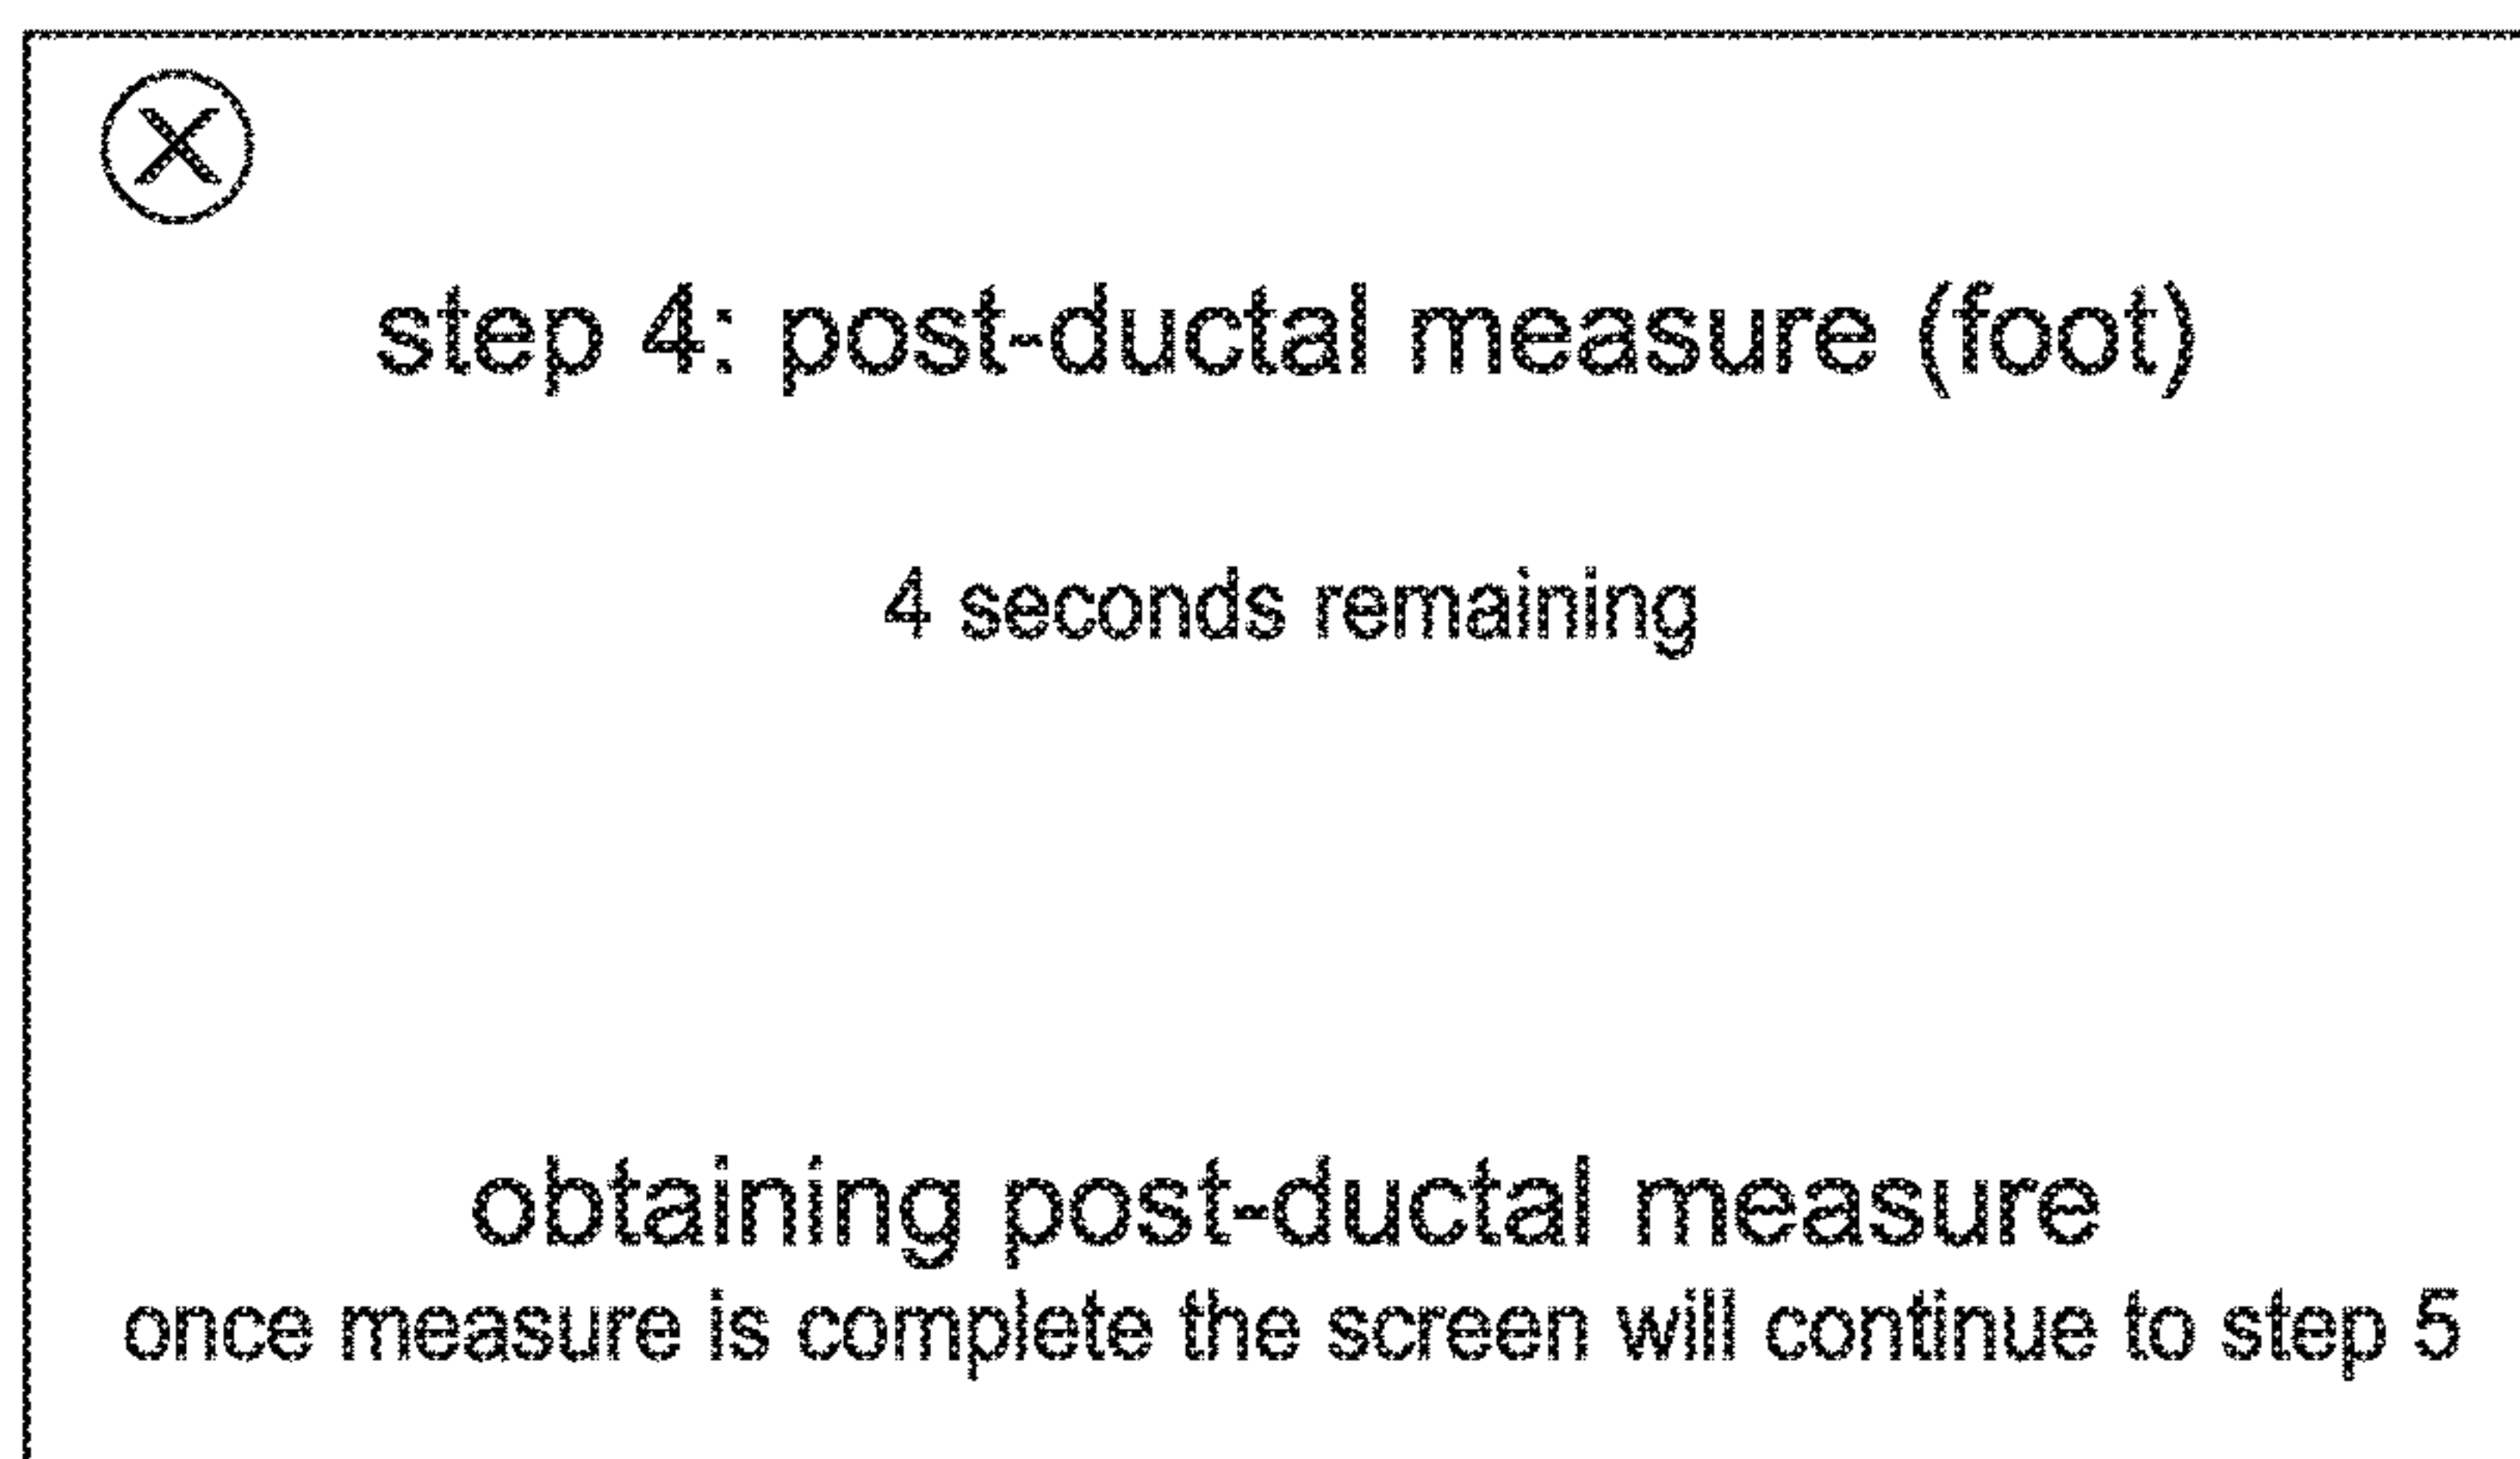 step 4: post-ductal measure (foot)
4 seconds remaining
obtaining post-ductal measure
once measure is complete the screen will continue to step 5